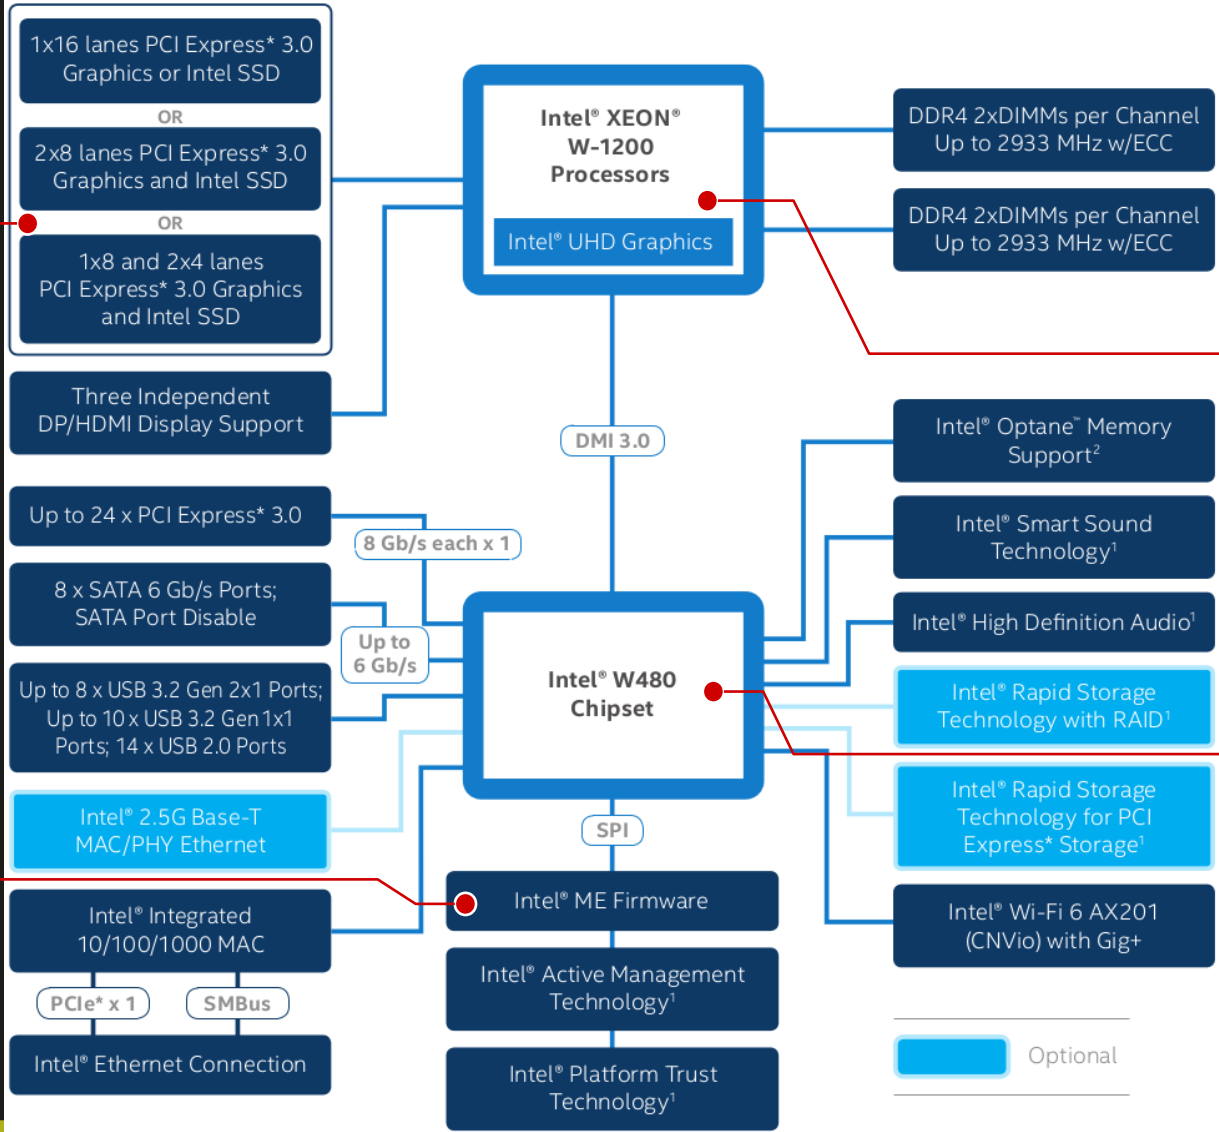 1x16 lanes PCI Express* 3.0
Graphics or Intel SSD
OR
2x8 lanes PCI Express* 3.0
Graphics and Intel SSD
OR
1x8 and 2x4 lanes
PCI Express* 3.0 Graphics
and Intel SSD
Three Independent
DP/HDMI Display Support
Intel® XEON®
W-1200
Processors
Intel® UHD Graphics
DDR4 2xDIMMs per Channel
Up to 2933 MHz w/ECC
DDR4 2xDIMMs per Channel
Up to 2933 MHz w/ECC
DMI 3.0
Up to 24 x PCI Express* 3.0
8 Gb/s each x 1
8 x SATA 6 Gb/s Ports;
SATA Port Disable
Up to
6 Gb/s
Up to 8 x USB 3.2 Gen 2x1 Ports;
Up to 10 x USB 3.2 Gen 1x1
Ports; 14 x USB 2.0 Ports
Intel® 2.5G Base-T
MAC/PHY Ethernet
Intel® Integrated
10/100/1000 MAC
PCIe* x 1
SMBus
Intel® Ethernet Connection
Intel® W480
Chipset
SPI
Intel® ME Firmware
Intel® Active Management
Technology¹
Intel® Platform Trust
Technology¹
Intel® Optane™ Memory
Support²
Intel® Smart Sound
Technology¹
Intel® High Definition Audio¹
Intel® Rapid Storage
Technology with RAID¹
Intel® Rapid Storage
Technology for PCI
Express* Storage¹
Intel® Wi-Fi 6 AX201
(CNVio) with Gig+
Optional